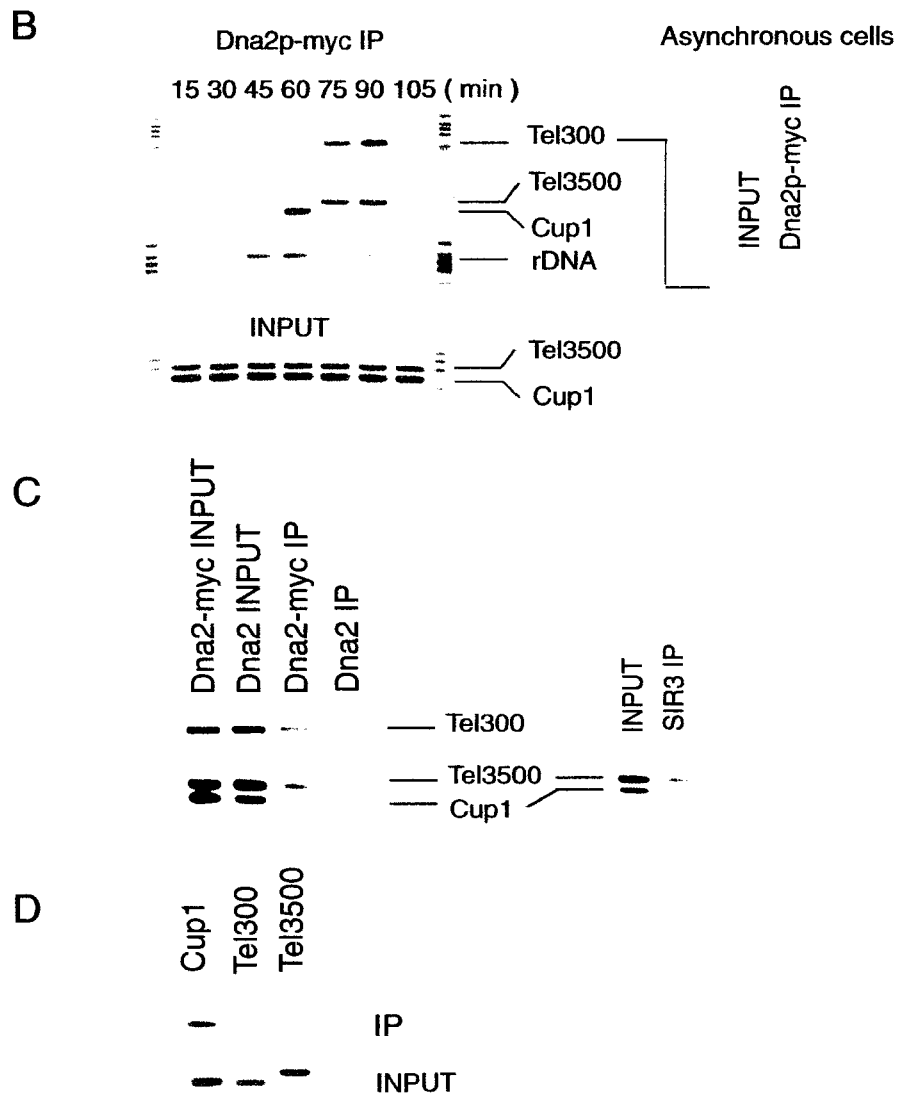 B
Dna2p-myc IP
Asynchronous cells
15 30 45 60 75 90 105 ( min )
Tel300
Tel3500
Cup1
rDNA
INPUT
Dna2p-myc IP
INPUT
Tel3500
Cup1
C
Dna2-myc INPUT
Dna2 INPUT
Dna2-myc IP
Dna2 IP
INPUT
SIR3 IP
Tel300
Tel3500
Cup1
D
Cup1
Tel300
Tel3500
IP
INPUT